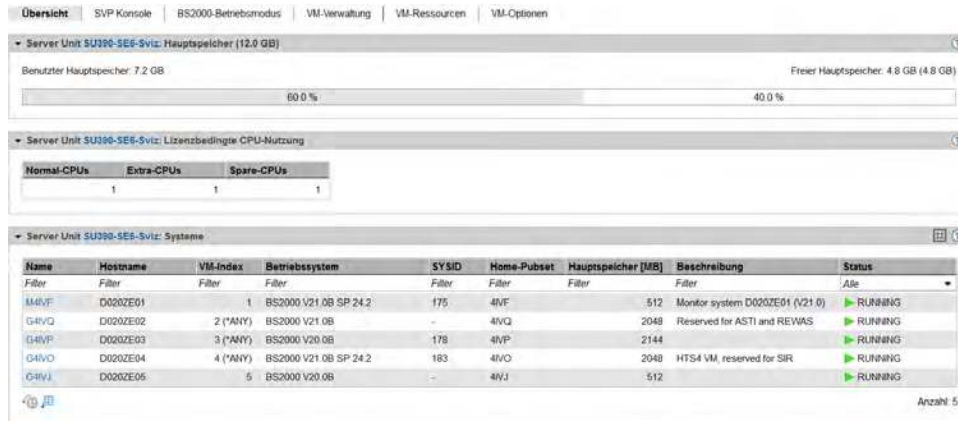 Übersicht SVP Konsole BS2000-Betriebsmodus VM-Verwaltung VM-Ressourcen VM-Optionen
Server Unit SU390-SE6-Sviz: Hauptspeicher (12.0 GB)
Benutzter Hauptspeicher: 7.2 GB Freier Hauptspeicher: 4.8 GB (4.8 GB)
60.0 % 40.0 %
Server Unit SU390-SE6-Sviz: Lizenzbedingte CPU-Nutzung
Normal-CPUs Extra-CPUs Spare-CPUs
1 1 1
Server Unit SU390-SE6-Sviz: Systeme
Name Hostname VM-Index Betriebssystem SYSID Home-Pubset Hauptspeicher [MB] Beschreibung Status
Filter Filter Filter Filter Filter Filter Filter Alle
M4IVF D020ZE01 1 BS2000 V21.0B SP 24.2 175 4IVF 512 Monitor system D020ZE01 (V21.0) RUNNING
G4IVQ D020ZE02 2 (*ANY) BS2000 V21.0B - 4IVQ 2048 Reserved for ASTI and REWAS RUNNING
G4IVP D020ZE03 3 (*ANY) BS2000 V20.0B 178 4IVP 2144 RUNNING
G4IVO D020ZE04 4 (*ANY) BS2000 V21.0B SP 24.2 183 4IVO 2048 HTS4 VM, reserved for SIR RUNNING
G4IVJ D020ZE05 5 BS2000 V20.0B - 4IVJ 512 RUNNING
Anzahl: 5